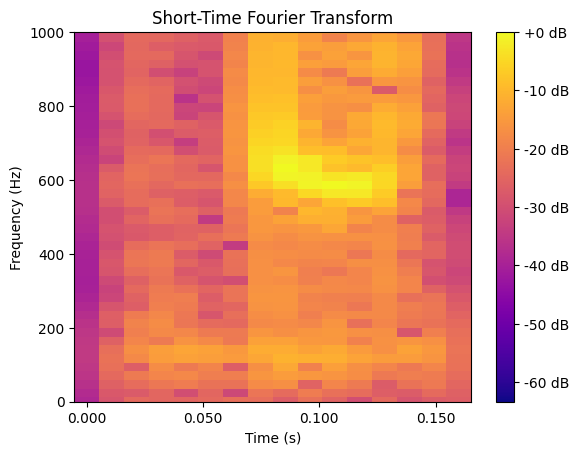 Short-Time Fourier Transform
1000
800
600
400
200
0
Frequency (Hz)
0.000
0.050
0.100
0.150
Time (s)
+0 dB
-10 dB
-20 dB
-30 dB
-40 dB
-50 dB
-60 dB